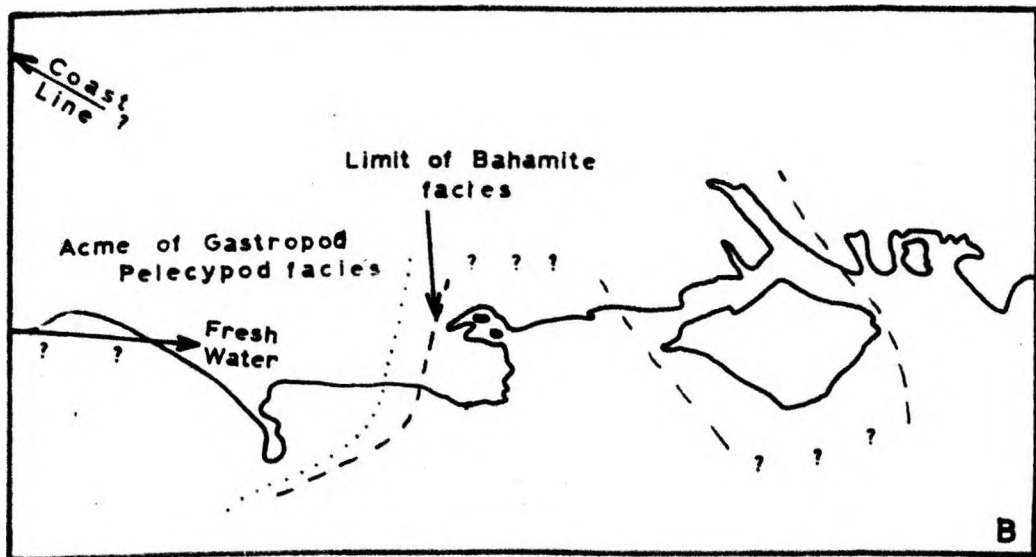 Coast
Line ?
Limit of Bahamite
facies
Acme of Gastropod
Pelecypod facies
? ? ?
Fresh
Water
? ?
? ? ?
B